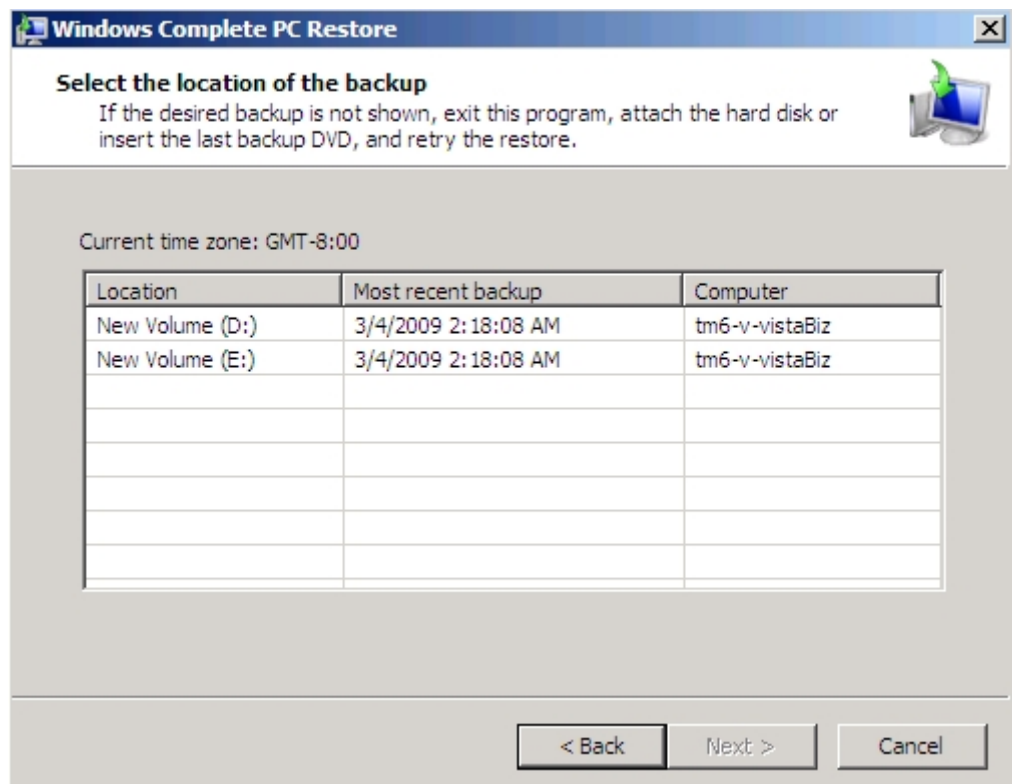 Windows Complete PC Restore
Select the location of the backup
If the desired backup is not shown, exit this program, attach the hard disk or
insert the last backup DVD, and retry the restore.
Current time zone: GMT-8:00
Location Most recent backup Computer
New Volume (D:) 3/4/2009 2:18:08 AM tm6-v-vistaBiz
New Volume (E:) 3/4/2009 2:18:08 AM tm6-v-vistaBiz
< Back Next > Cancel